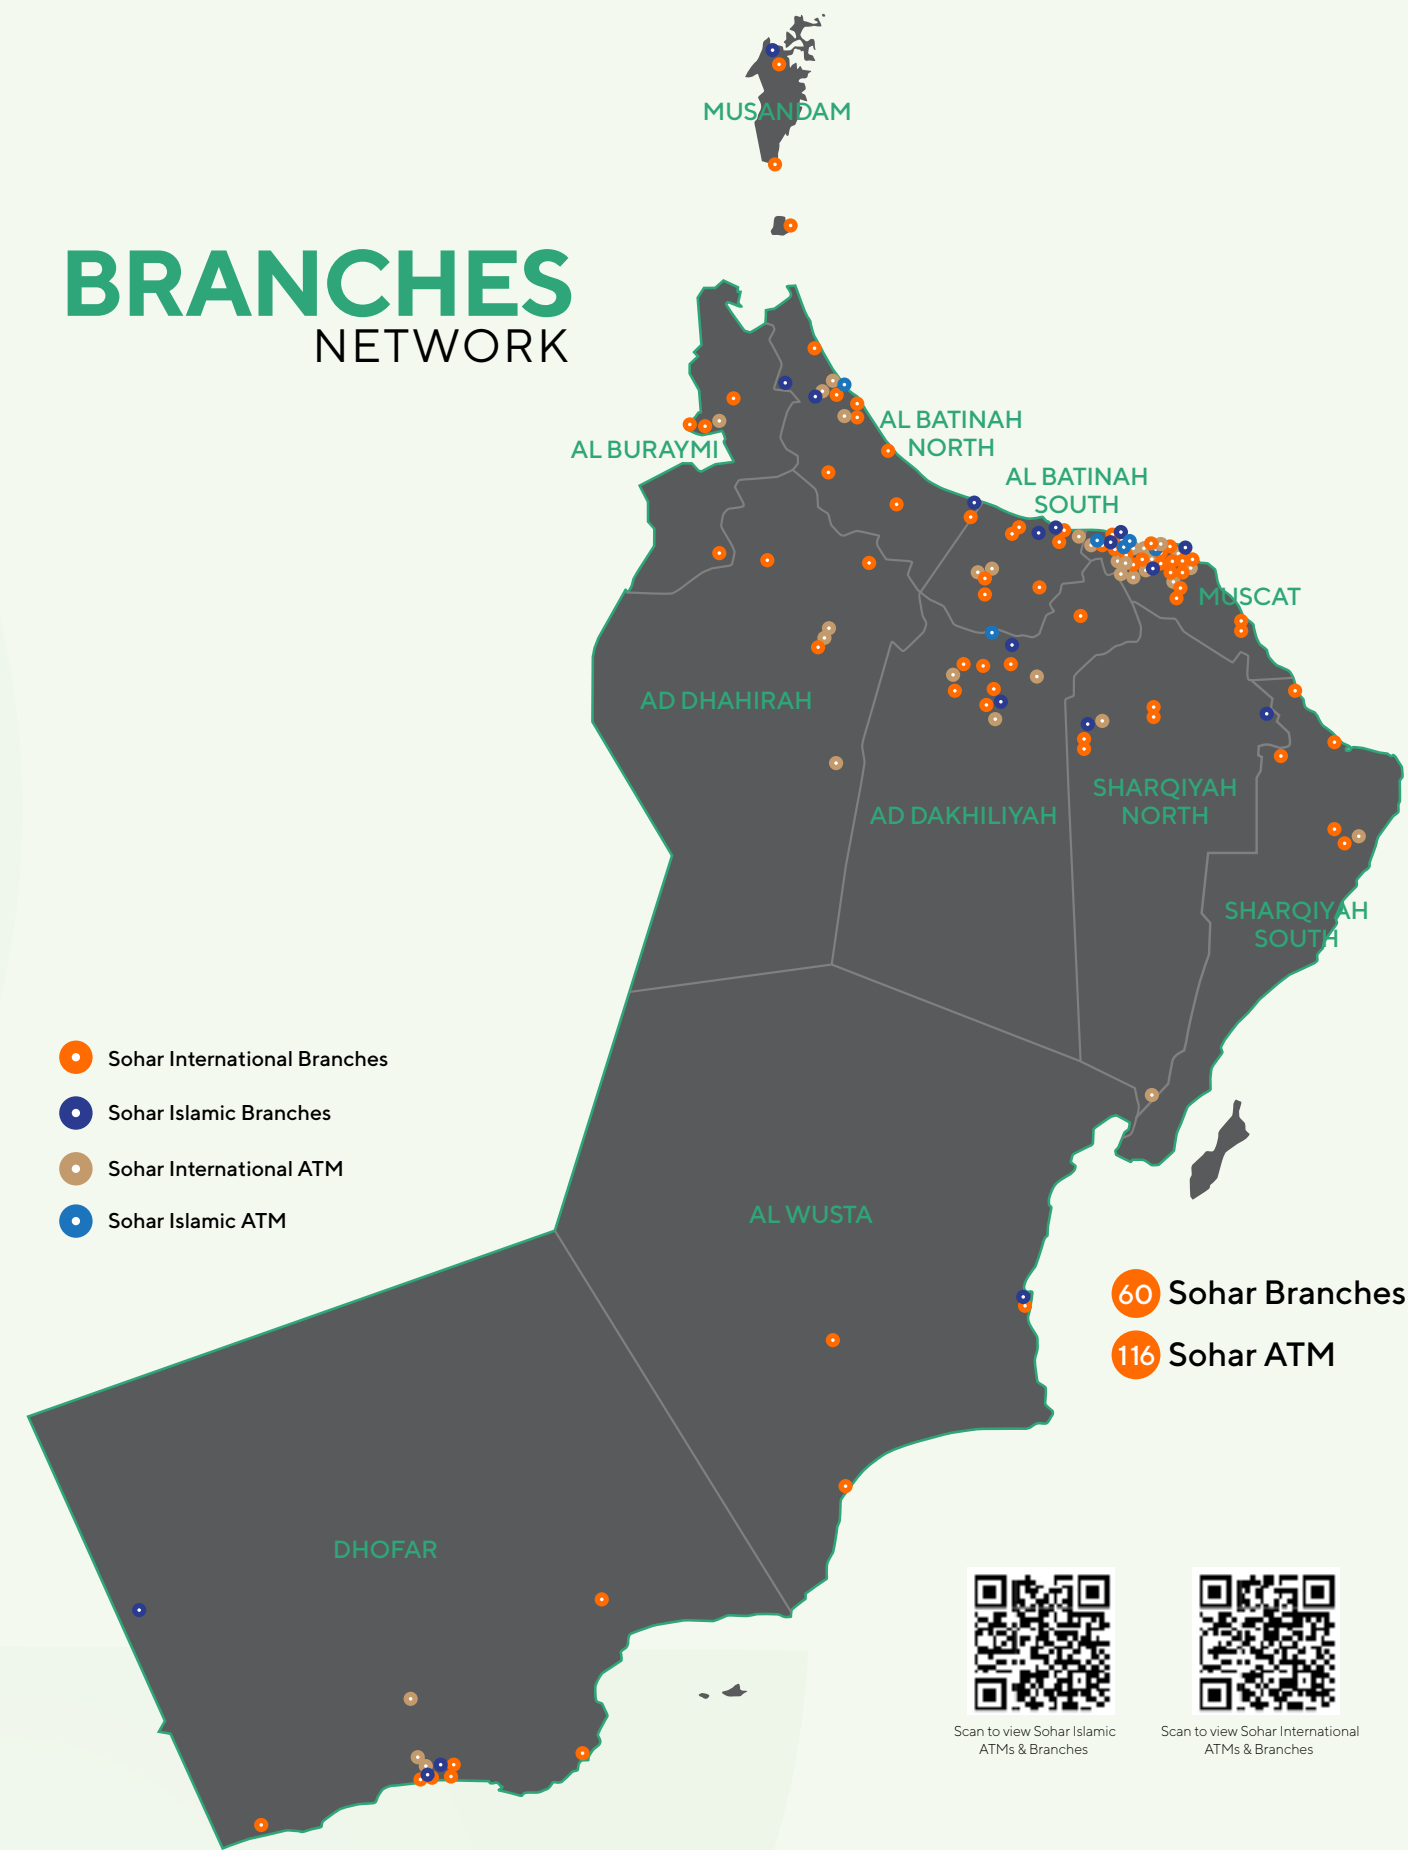 MUSANDAM
BRANCHES
NETWORK
AL BATINAH
NORTH
AL BURAYMI
AL BATINAH
SOUTH
MUSCAT
AD DHAHIRAH
SHARQIYAH
NORTH
AD DAKHILIYAH
SHARQIYAH
SOUTH
Sohar International Branches
Sohar Islamic Branches
Sohar International ATM
Sohar Islamic ATM
AL WUSTA
60 Sohar Branches
116 Sohar ATM
DHOFAR
Scan to view Sohar Islamic
ATMs & Branches
Scan to view Sohar International
ATMs & Branches